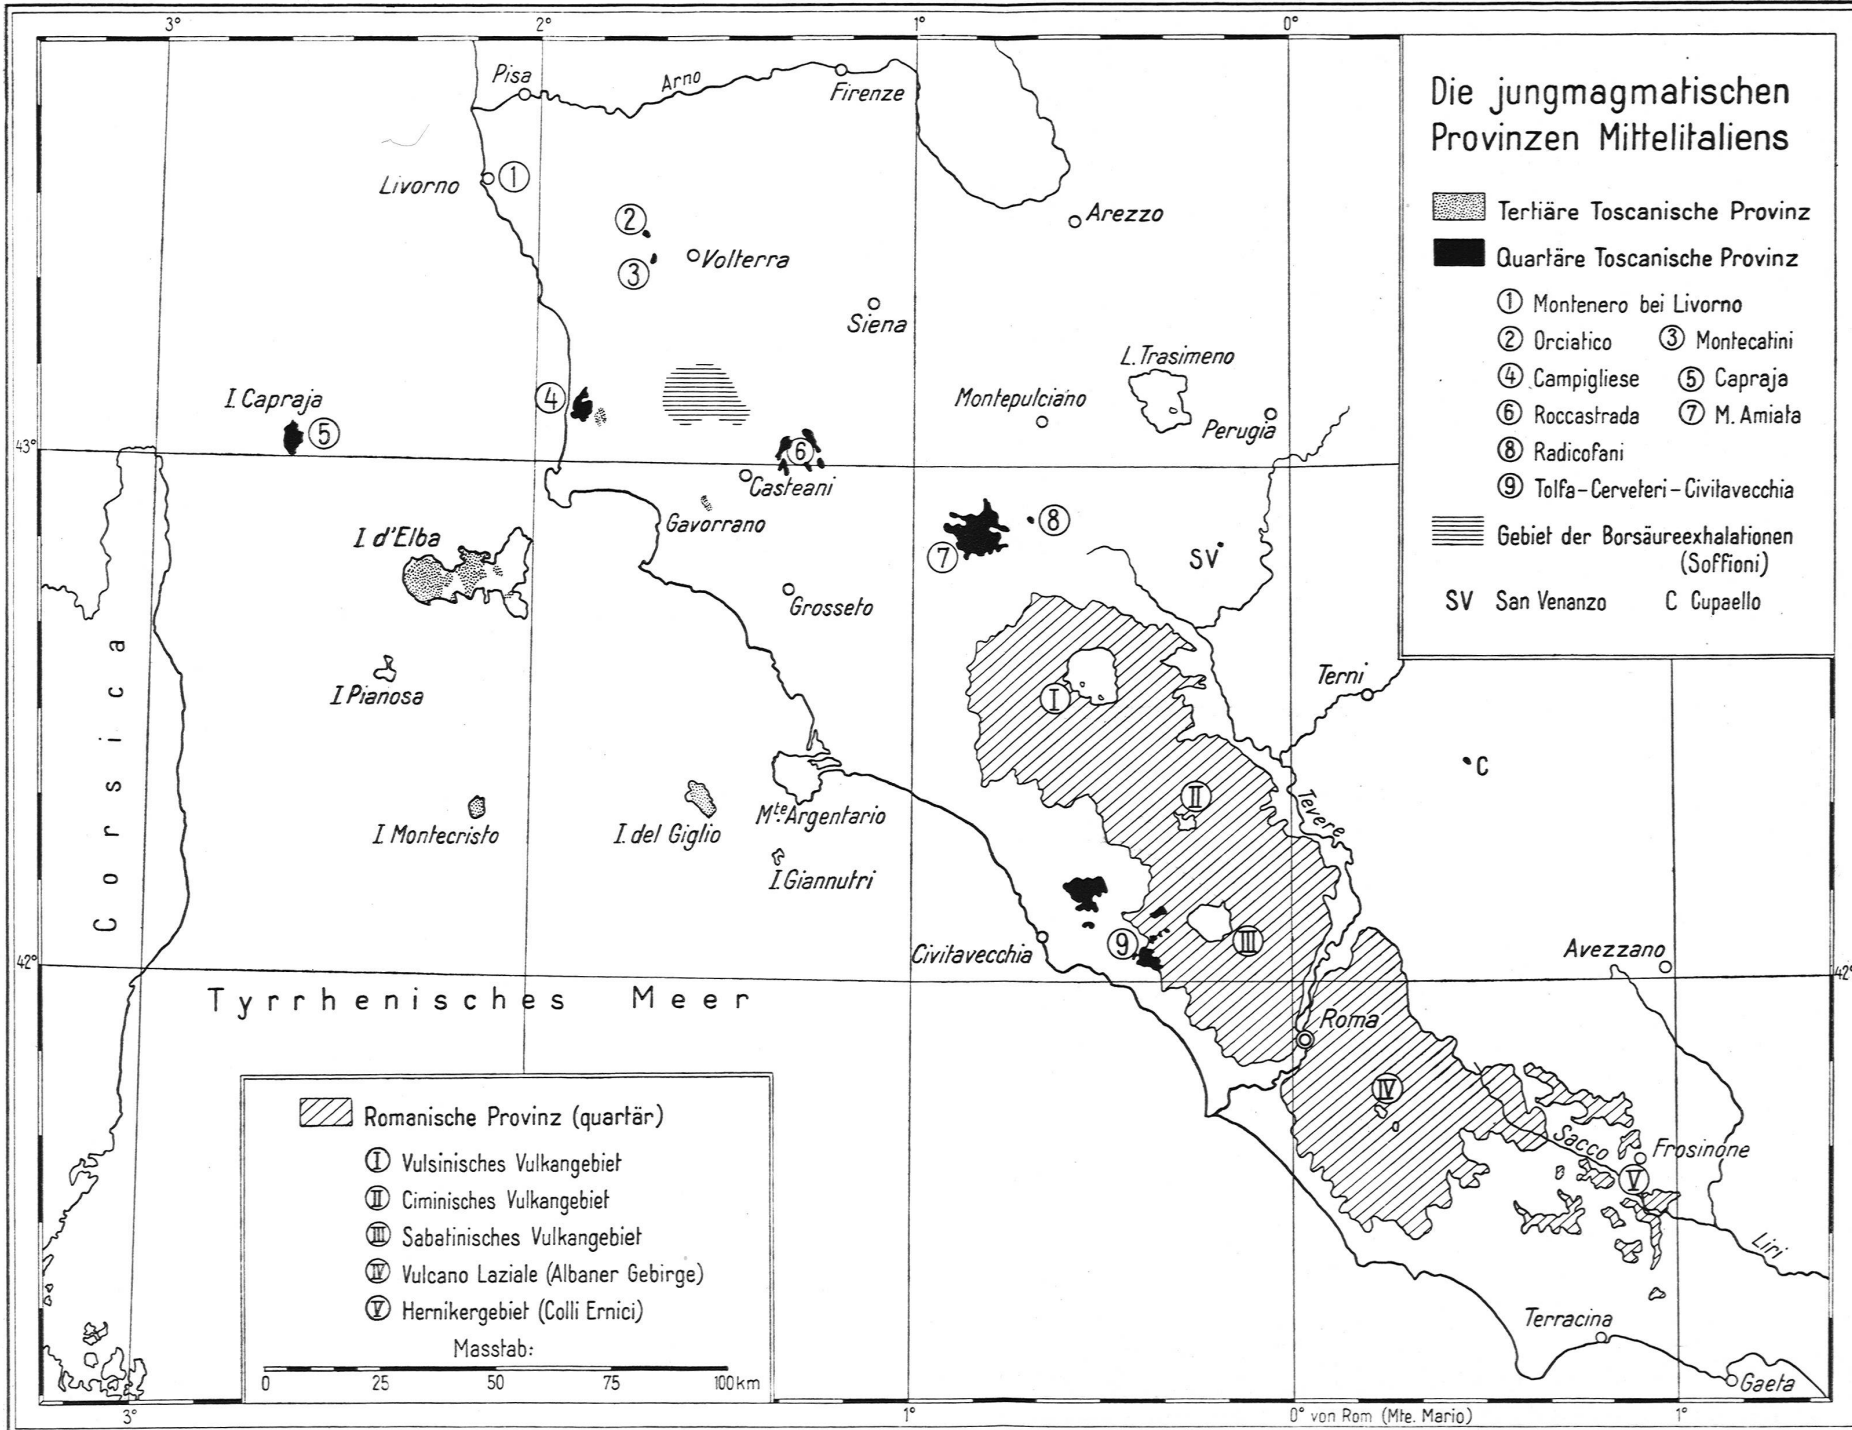 3° 2° 1° 0°
Die jungmagmatischen
Provinzen Mittelitaliens
Tertiäre Toscanische Provinz
Quartäre Toscanische Provinz
① Montenero bei Livorno
② Orciatico ③ Montecatini
④ Campigliese ⑤ Capraja
⑥ Roccastrada ⑦ M. Amiata
⑧ Radicofani
⑨ Tolfa-Cerveteri-Civitavecchia
Gebiet der Borsäureexhalationen
(Soffioni)
SV San Venanzo C Cupaello
Pisa
Arno
Firenze
Livorno ①
②
③
Volterra
Arezzo
Siena
L. Trasimeno
Montepulciano
Perugia
I. Capraja
④
⑤
⑥
43°
Casteani
Gavorrano
I. d'Elba
⑦
⑧
SV
Grosseto
Corsica
I. Pianosa
Ⅰ
Terni
C
Ⅱ
Tevere
I. Montecristo
I. del Giglio
Mte. Argentario
I. Giannutri
⑨
Ⅲ
Civitavecchia
Avezzano
42°
42°
Tyrrhenisches Meer
Roma
Ⅳ
Sacco
Frosinone
Ⅴ
Liri
Terracina
Gaeta
Romanische Provinz (quartär)
Ⅰ Vulsinisches Vulkangebiet
Ⅱ Ciminisches Vulkangebiet
Ⅲ Sabatinisches Vulkangebiet
Ⅳ Vulcano Laziale (Albaner Gebirge)
Ⅴ Hernikergebiet (Colli Ernici)
Masstab:
0 25 50 75 100 km
3° 1° 0° von Rom (Mte. Mario) 1°